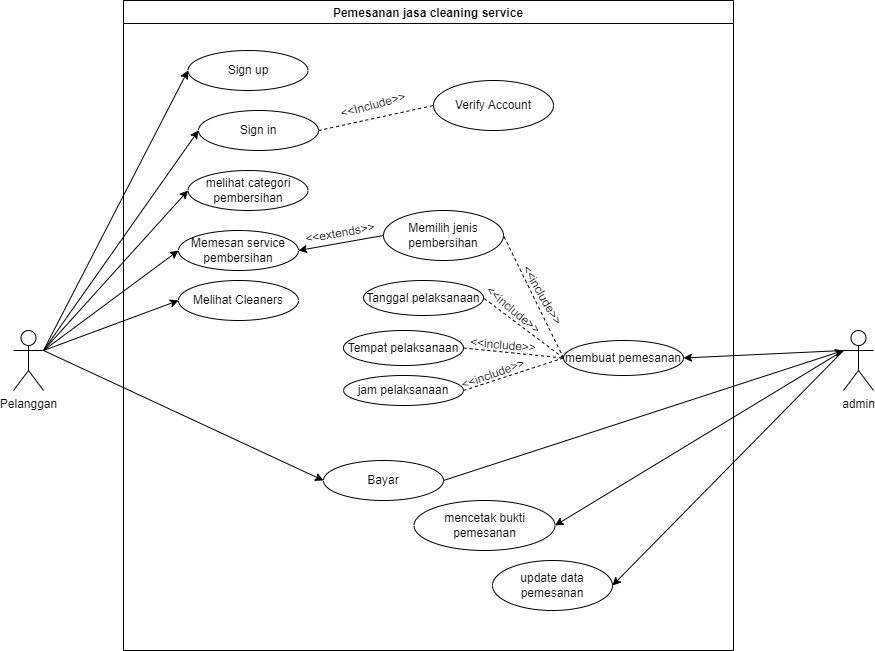 Pemesanan jasa cleaning service
Sign up
<<Include>>
Verify Account
Sign in
melihat categori
pembersihan
Memilih jenis
pembersihan
<<extends>>
Memesan service
pembersihan
<<include>>
Tanggal pelaksanaan
<<include>>
Melihat Cleaners
Tempat pelaksanaan
<<include>>
membuat pemesanan
jam pelaksanaan
<<include>>
Pelanggan
admin
Bayar
mencetak bukti
pemesanan
update data
pemesanan